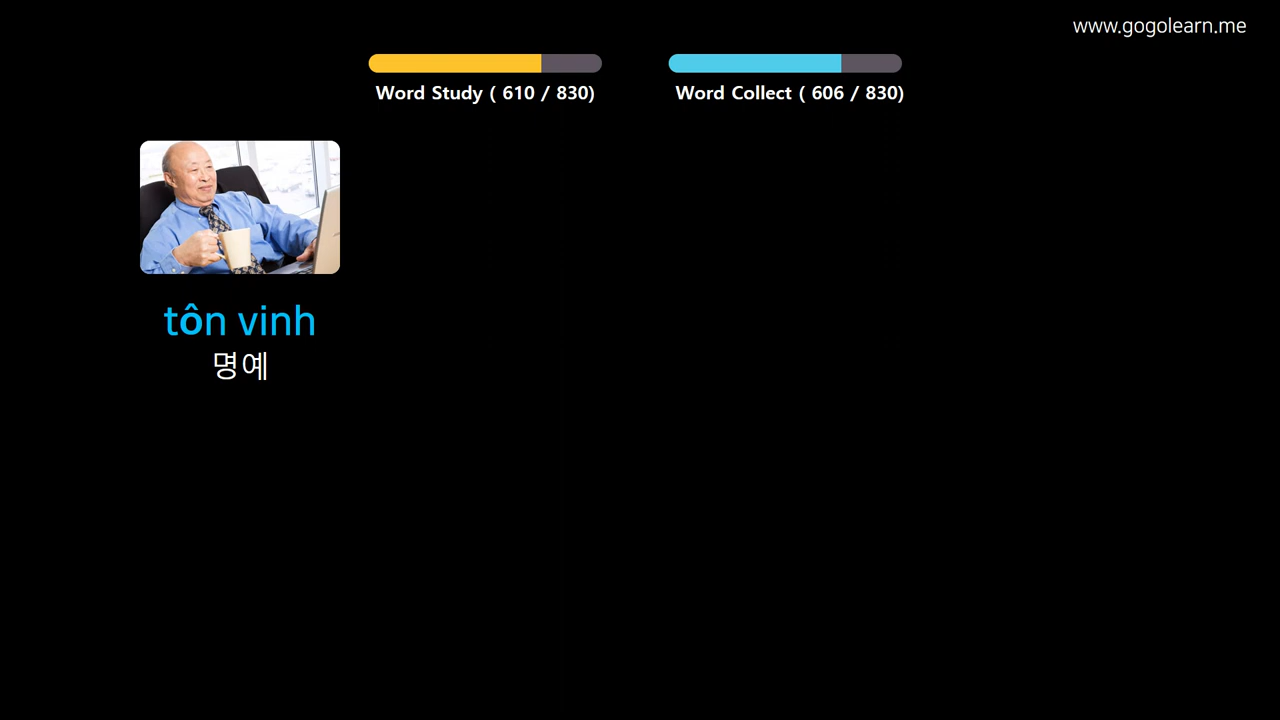 www.gogolearn.me
Word Study ( 610 / 830)
Word Collect ( 606 / 830)
tôn vinh
명예